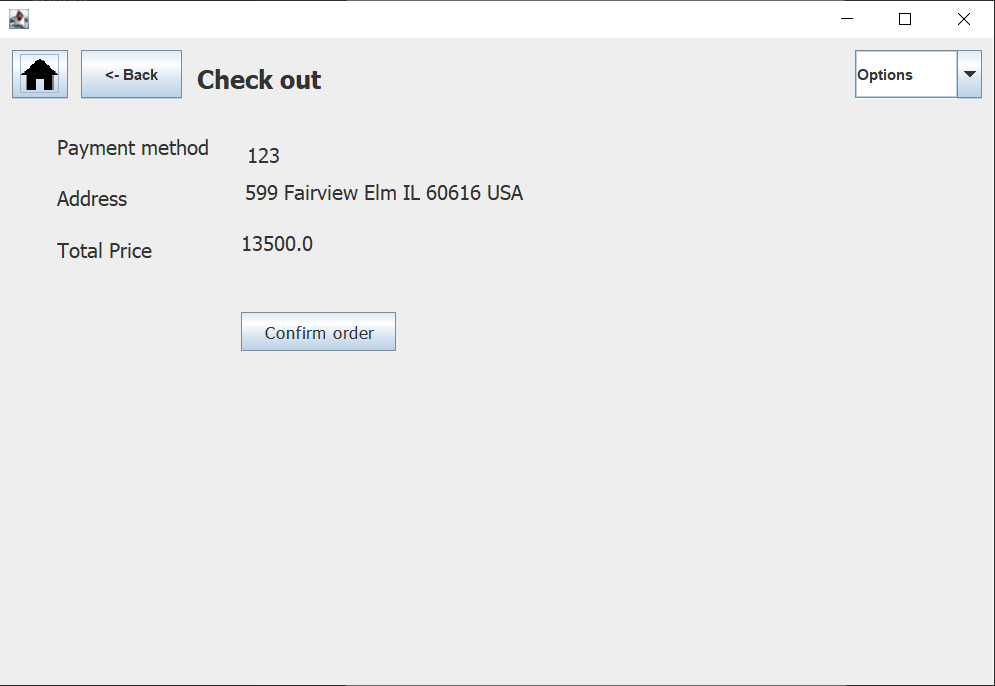 <- Back
Check out
Options
Payment method
123
Address
599 Fairview Elm IL 60616 USA
Total Price
13500.0
Confirm order